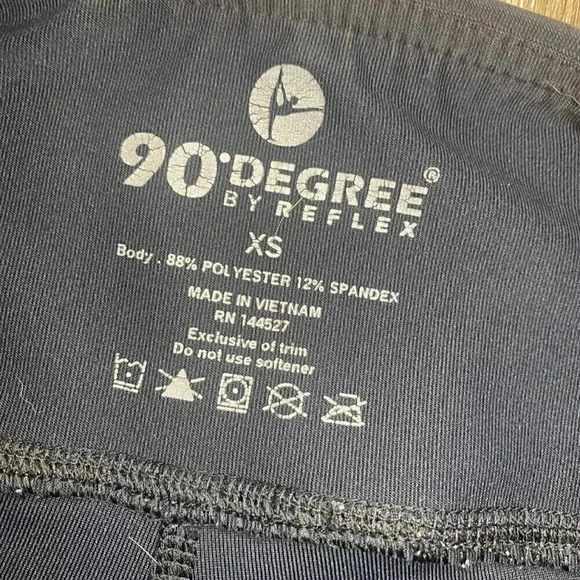 90°DEGREE®
BY REFLEX
XS
Body . 88% POLYESTER 12% SPANDEX
MADE IN VIETNAM
RN 144527
Exclusive of trim
Do not use softener